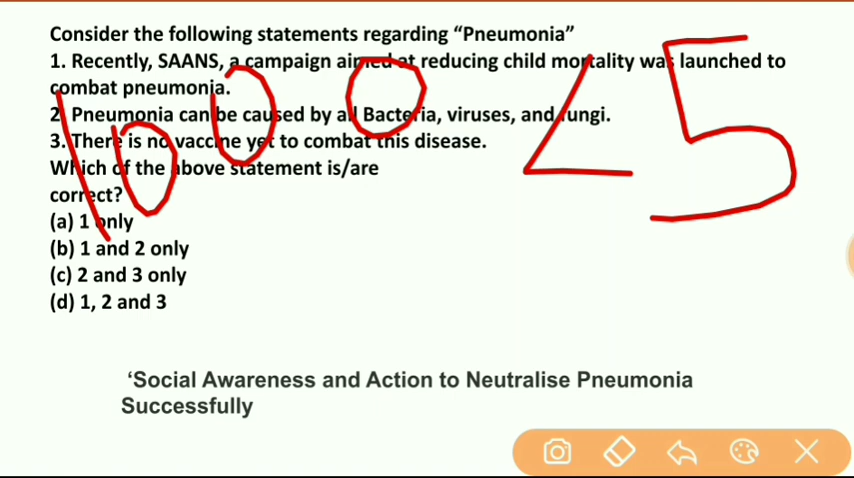 Consider the following statements regarding “Pneumonia”
1. Recently, SAANS, a campaign aimed at reducing child mortality was launched to
combat pneumonia.
2. Pneumonia can be caused by all Bacteria, viruses, and fungi.
3. There is no vaccine yet to combat this disease.
Which of the above statement is/are
correct?
(a) 1 only
(b) 1 and 2 only
(c) 2 and 3 only
(d) 1, 2 and 3
1000 < 5
‘Social Awareness and Action to Neutralise Pneumonia
Successfully